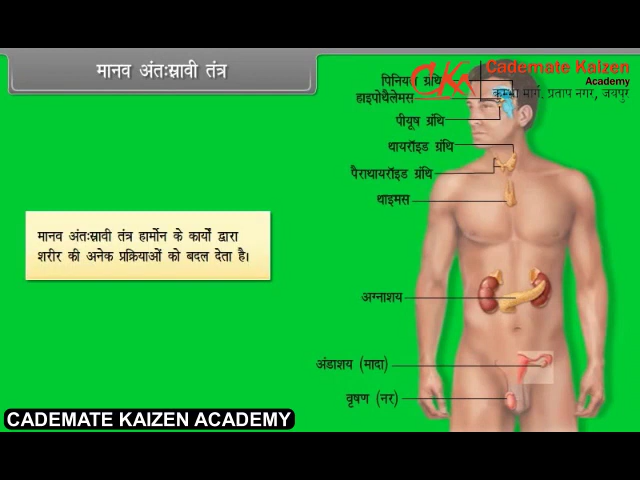 मानव अंतःस्रावी तंत्र
Cademate Kaizen
Academy
कुम्भा मार्ग, प्रताप नगर, जयपुर
CKA
पिनियल ग्रंथि
हाइपोथैलेमस
पीयूष ग्रंथि
थायरॉइड ग्रंथि
पैराथायरॉइड ग्रंथि
थाइमस
मानव अंतःस्रावी तंत्र हार्मोन के कार्यों द्वारा
शरीर की अनेक प्रक्रियाओं को बदल देता है।
अग्नाशय
अंडाशय (मादा)
वृषण (नर)
CADEMATE KAIZEN ACADEMY